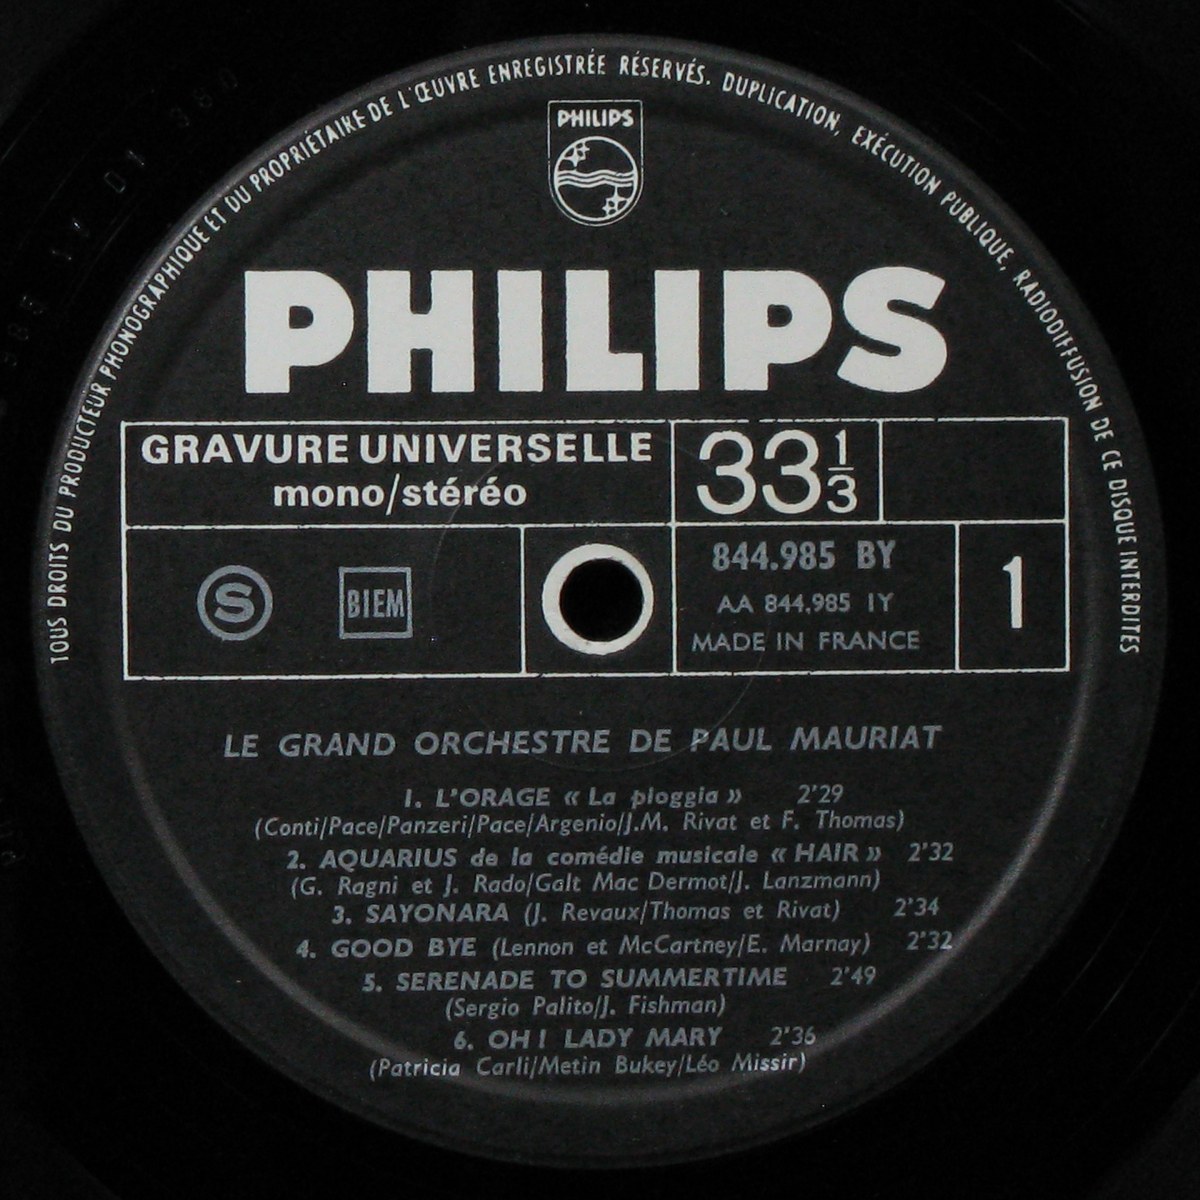 TOUS DROITS DU PRODUCTEUR PHONOGRAPHIQUE ET DU PROPRIÉTAIRE DE L'ŒUVRE ENREGISTRÉE RÉSERVÉS. DUPLICATION, EXÉCUTION PUBLIQUE, RADIODIFFUSION DE CE DISQUE INTERDITES
PHILIPS
PHILIPS
GRAVURE UNIVERSELLE
mono/stéréo
33 1/3
S
BIEM
844.985 BY
AA 844.985 1Y
MADE IN FRANCE
1
LE GRAND ORCHESTRE DE PAUL MAURIAT
1. L'ORAGE « La ploggia » 2'29
(Conti/Pace/Panzeri/Pace/Argenio/J.M. Rivat et F. Thomas)
2. AQUARIUS de la comédie musicale « HAIR » 2'32
(G. Ragni et J. Rado/Galt Mac Dermot/J. Lanzmann)
3. SAYONARA (J. Revaux/Thomas et Rivat) 2'34
4. GOOD BYE (Lennon et McCartney/E. Marnay) 2'32
5. SERENADE TO SUMMERTIME 2'49
(Sergio Palito/J. Fishman)
6. OH ! LADY MARY 2'36
(Patricia Carli/Metin Bukey/Léo Missir)